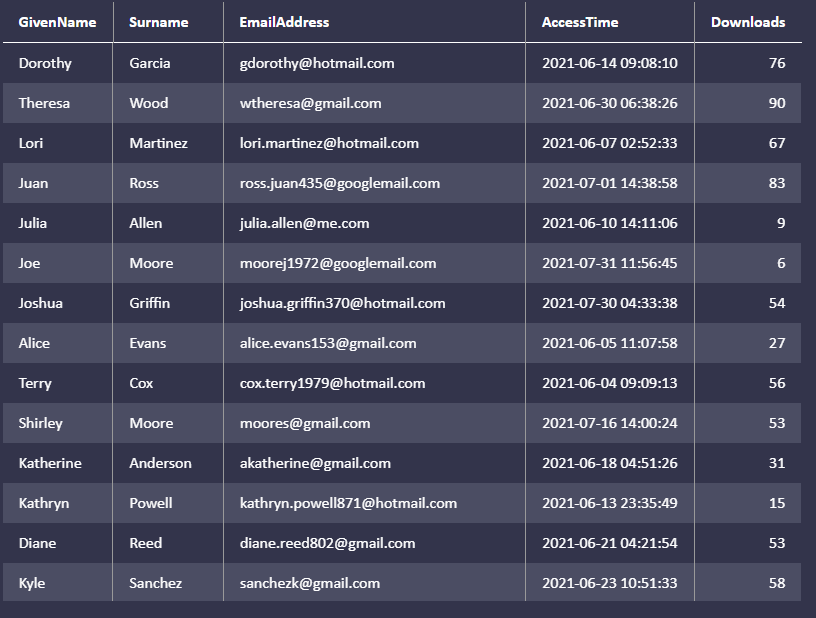 GivenName Surname EmailAddress AccessTime Downloads
Dorothy Garcia gdorothy@hotmail.com 2021-06-14 09:08:10 76
Theresa Wood wtheresa@gmail.com 2021-06-30 06:38:26 90
Lori Martinez lori.martinez@hotmail.com 2021-06-07 02:52:33 67
Juan Ross ross.juan435@googlemail.com 2021-07-01 14:38:58 83
Julia Allen julia.allen@me.com 2021-06-10 14:11:06 9
Joe Moore moorej1972@googlemail.com 2021-07-31 11:56:45 6
Joshua Griffin joshua.griffin370@hotmail.com 2021-07-30 04:33:38 54
Alice Evans alice.evans153@gmail.com 2021-06-05 11:07:58 27
Terry Cox cox.terry1979@hotmail.com 2021-06-04 09:09:13 56
Shirley Moore moores@gmail.com 2021-07-16 14:00:24 53
Katherine Anderson akatherine@gmail.com 2021-06-18 04:51:26 31
Kathryn Powell kathryn.powell871@hotmail.com 2021-06-13 23:35:49 15
Diane Reed diane.reed802@gmail.com 2021-06-21 04:21:54 53
Kyle Sanchez sanchezk@gmail.com 2021-06-23 10:51:33 58